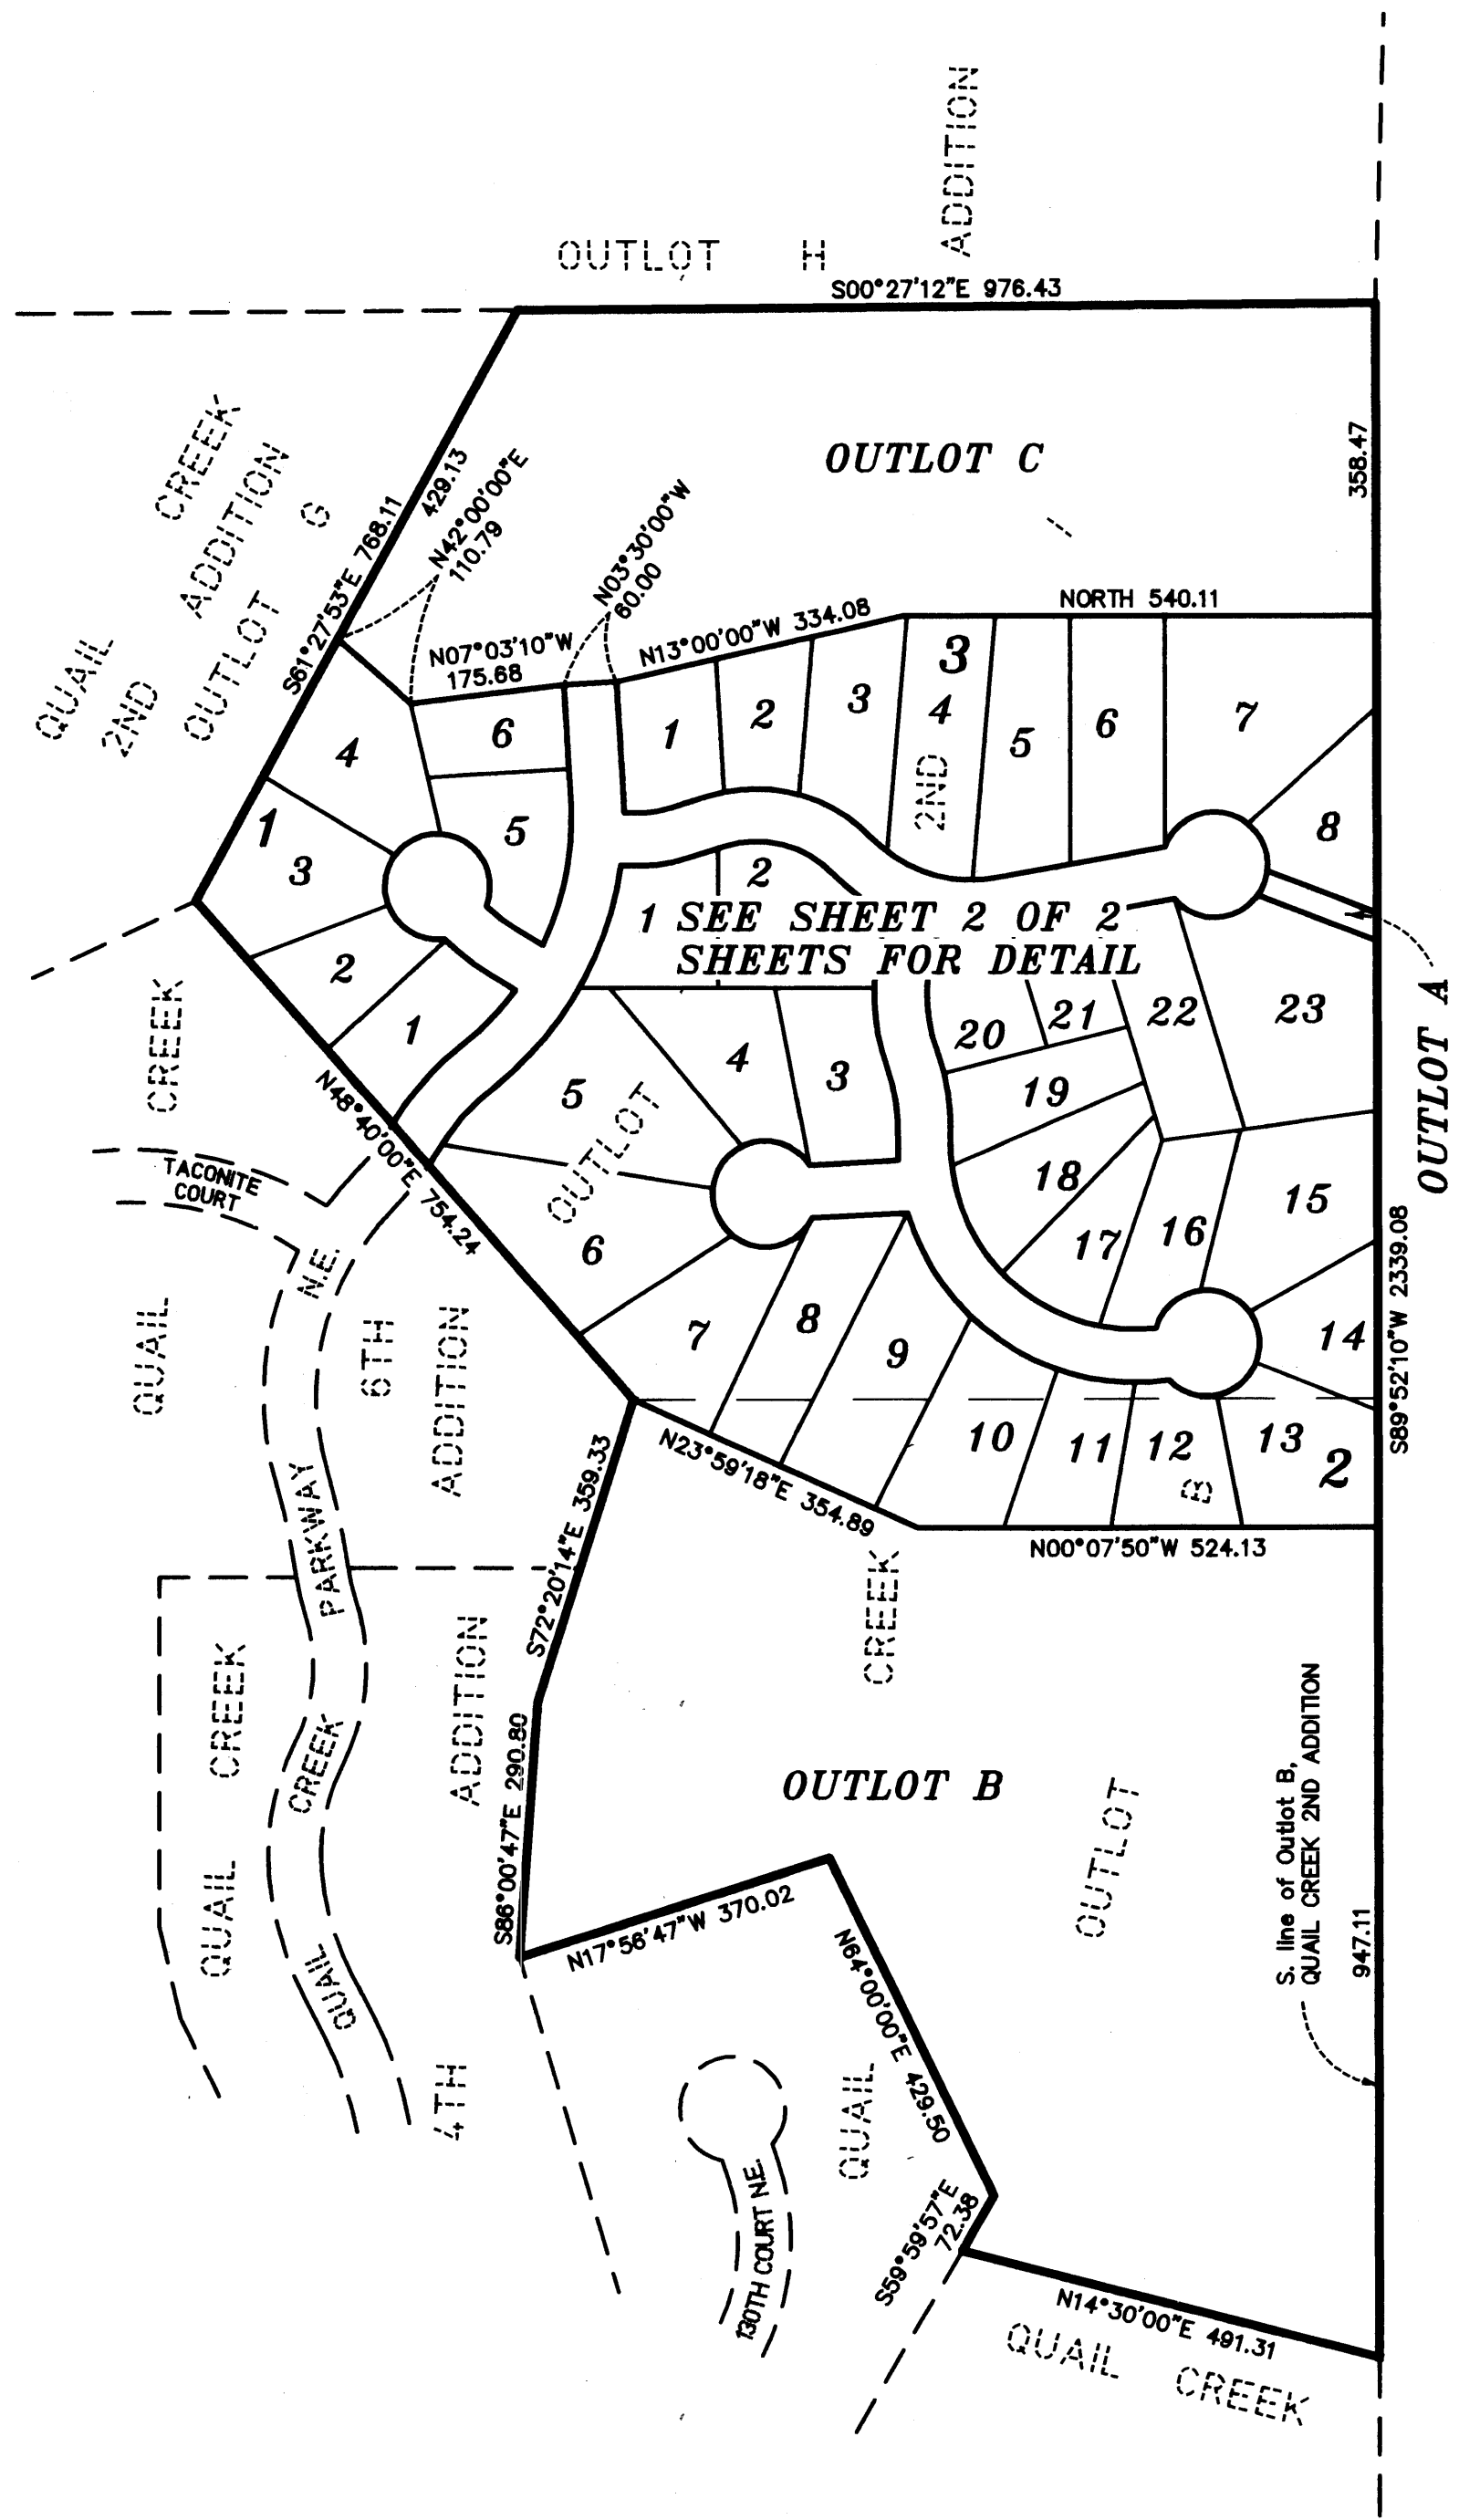 ADDITION
OUTLOT H
S00°27'12"E 976.43
358.47
OUTLOT C
QUAIL CREEK
2ND ADDITION
OUTLOT G
S61°27'53"E 768.11
429.13
N42°00'00"E
110.79
N03°30'00"W
60.00
N07°03'10"W
175.68
N13°00'00"W 334.08
NORTH 540.11
3
1
2
3
4
5
6
7
8
2ND
1
1
2
3
4
5
6
1
2
SEE SHEET 2 OF 2
SHEETS FOR DETAIL
3
4
5
6
7
8
9
10
11
12
13
14
15
16
17
18
19
20
21
22
23
2
OUTLOT
OUTLOT A
S89°52'10"W 2339.08
N48°40'00"E 754.24
TACONITE
COURT
N.E.
QUAIL CREEK
6TH ADDITION
N23°59'18"E 354.89
N00°07'50"W 524.13
S72°20'14"E 359.33
S86°00'47"E 290.80
QUAIL CREEK PARKWAY
QUAIL CREEK
4TH ADDITION
OUTLOT B
QUAIL CREEK
OUTLOT
S. line of Outlot B,
QUAIL CREEK 2ND ADDITION
947.11
N17°56'47"W 370.02
N64°00'00"E 429.50
130TH COURT N.E.
S59°59'57"E
72.38
N14°30'00"E 491.31
QUAIL CREEK